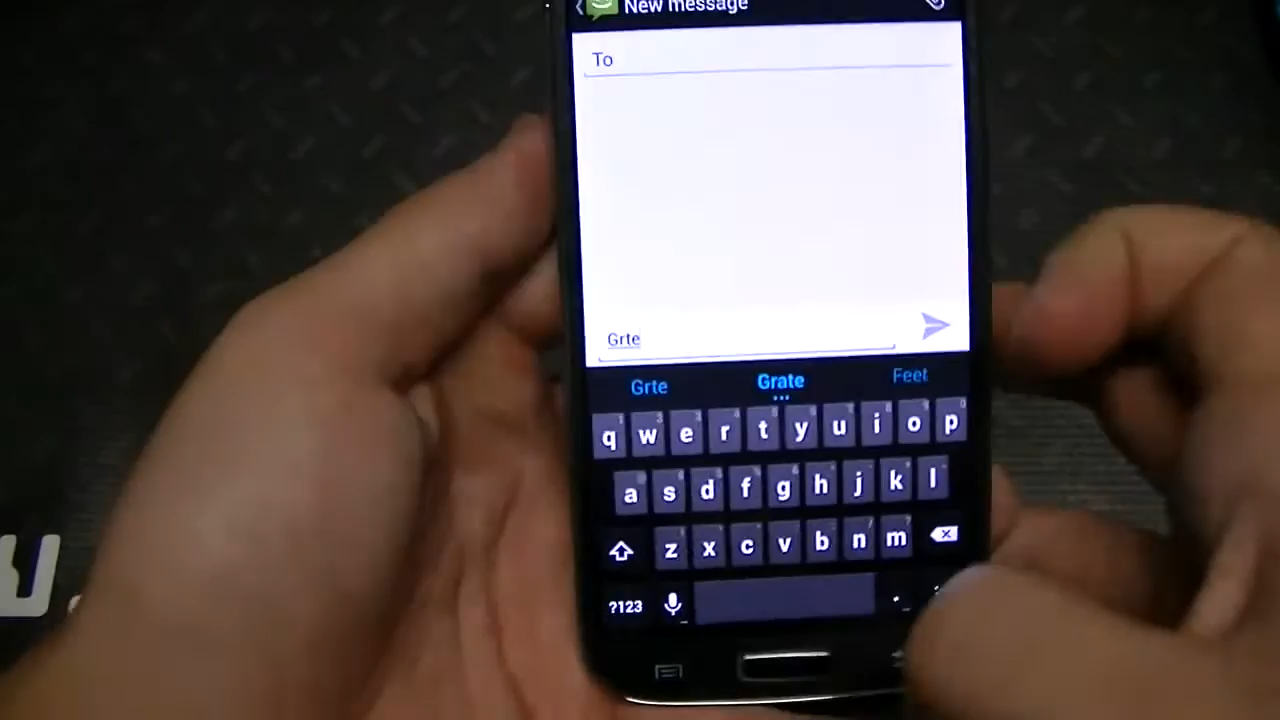 New message
To
Grte
Grte Grate Feet
q w e r t y u i o p
a s d f g h j k l
z x c v b n m
?123